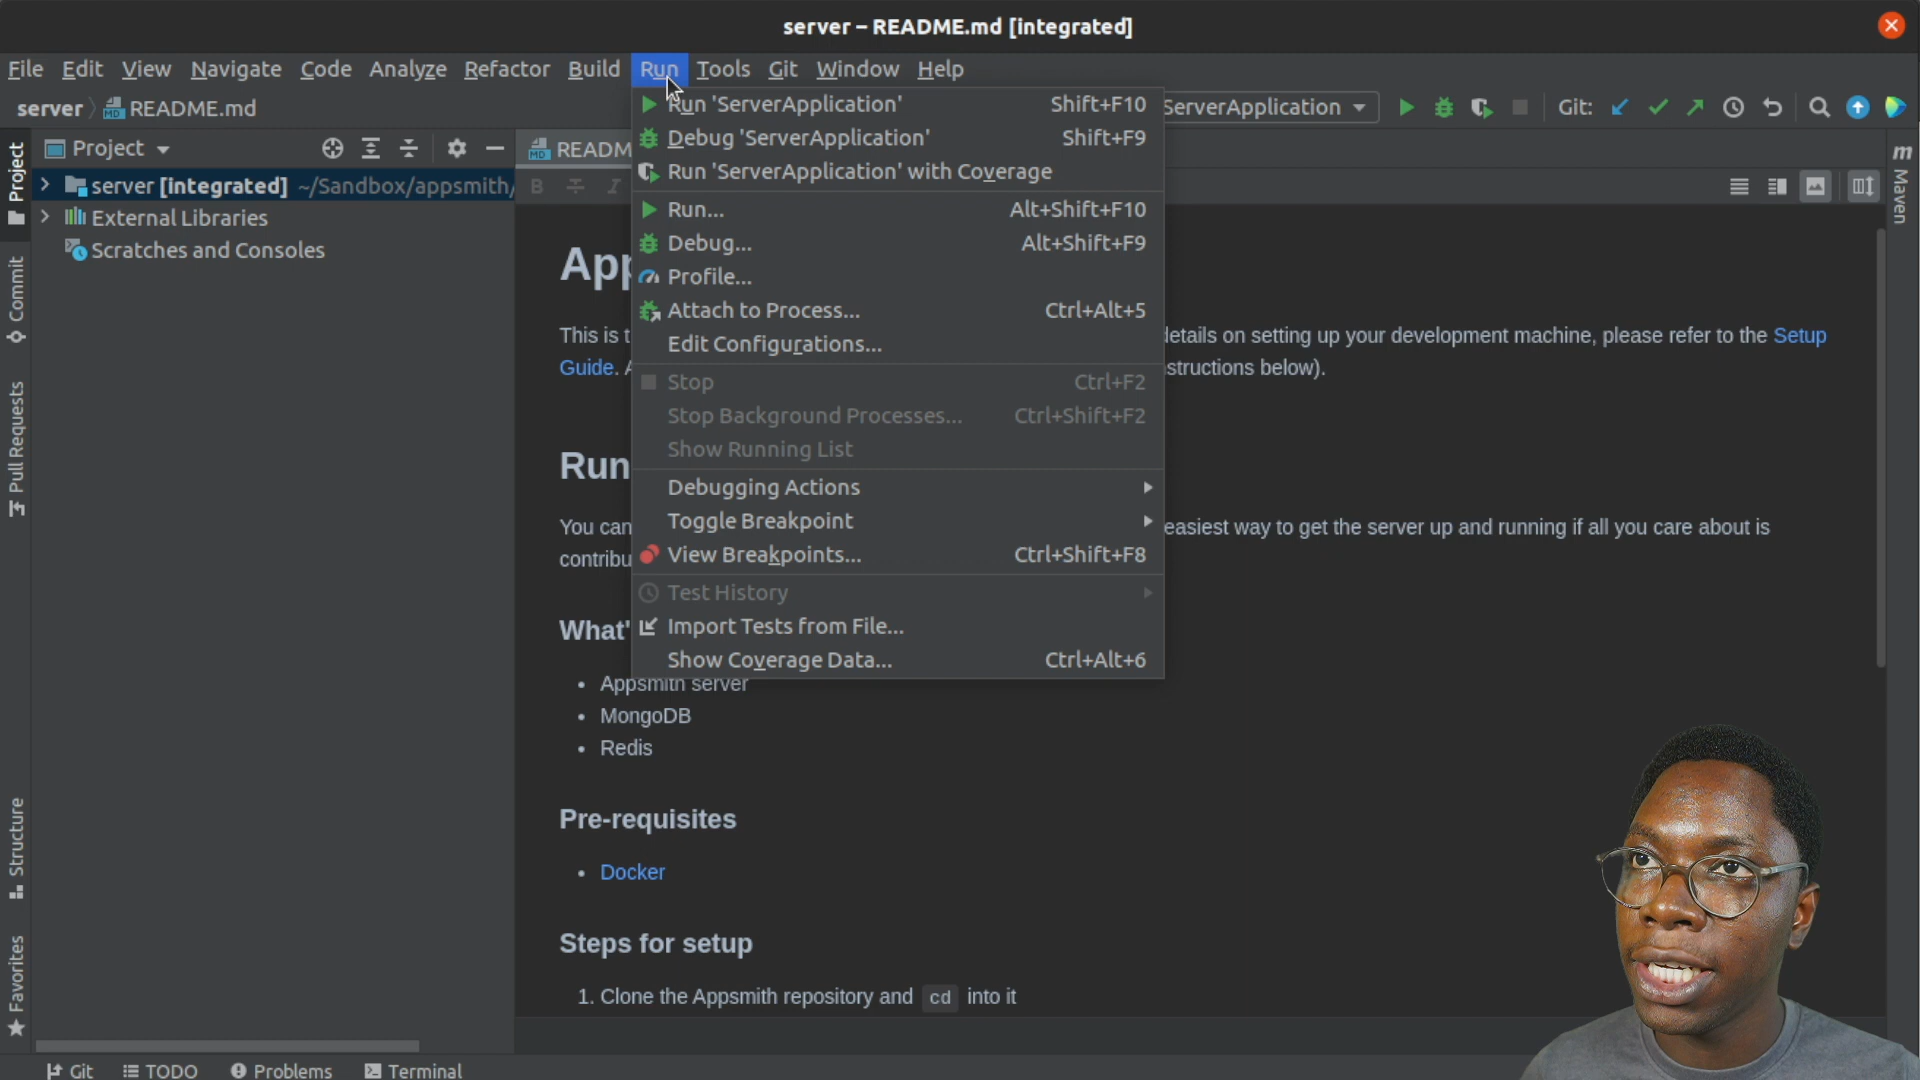 server – README.md [integrated]
File Edit View Navigate Code Analyze Refactor Build Run Tools Git Window Help
server README.md
ServerApplication
Git:
Project
README
server [integrated] ~/Sandbox/appsmith/
External Libraries
Scratches and Consoles
Run 'ServerApplication' Shift+F10
Debug 'ServerApplication' Shift+F9
Run 'ServerApplication' with Coverage
Run... Alt+Shift+F10
Debug... Alt+Shift+F9
Profile...
Attach to Process... Ctrl+Alt+5
Edit Configurations...
Stop Ctrl+F2
Stop Background Processes... Ctrl+Shift+F2
Show Running List
Debugging Actions
Toggle Breakpoint
View Breakpoints... Ctrl+Shift+F8
Test History
Import Tests from File...
Show Coverage Data... Ctrl+Alt+6
App
This is t
details on setting up your development machine, please refer to the Setup
Guide. A
structions below).
Run
You can
easiest way to get the server up and running if all you care about is
contribu
What'
Appsmith server
MongoDB
Redis
Pre-requisites
Docker
Steps for setup
1. Clone the Appsmith repository and cd into it
Project
Commit
Pull Requests
Structure
Favorites
m
Maven
Git TODO Problems Terminal